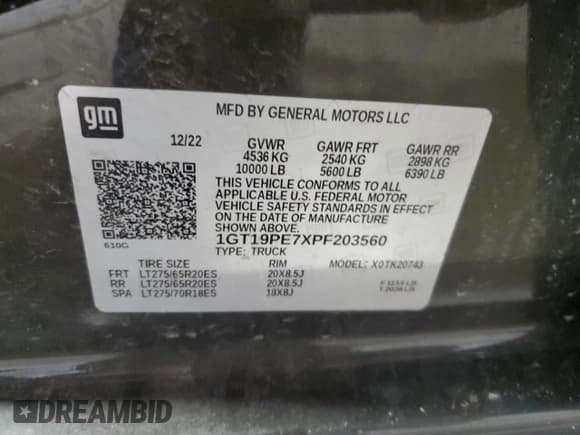 gm
MFD BY GENERAL MOTORS LLC
12/22 GVWR GAWR FRT GAWR RR
4536 KG 2540 KG 2898 KG
10000 LB 5600 LB 6390 LB
THIS VEHICLE CONFORMS TO ALL
APPLICABLE U.S. FEDERAL MOTOR
VEHICLE SAFETY STANDARDS IN EFFECT
ON THE DATE OF MANUFACTURE
SHOWN ABOVE.
610G
1GT19PE7XPF203560
TYPE: TRUCK
TIRE SIZE RIM MODEL: X0TK20743
FRT LT275/65R20ES 20X8.5J
RR LT275/65R20ES 20X8.5J
SPA LT275/70R18ES 18X8J
DREAMBID